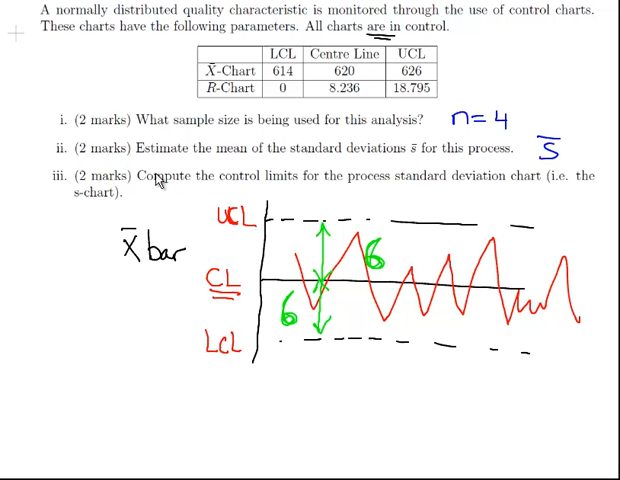 A normally distributed quality characteristic is monitored through the use of control charts.
These charts have the following parameters. All charts are in control.
LCL Centre Line UCL
X̄-Chart 614 620 626
R-Chart 0 8.236 18.795
i. (2 marks) What sample size is being used for this analysis? n=4
ii. (2 marks) Estimate the mean of the standard deviations s̄ for this process. S̄
iii. (2 marks) Compute the control limits for the process standard deviation chart (i.e. the
s-chart).
UCL
x̄ bar
6
CL
6
LCL